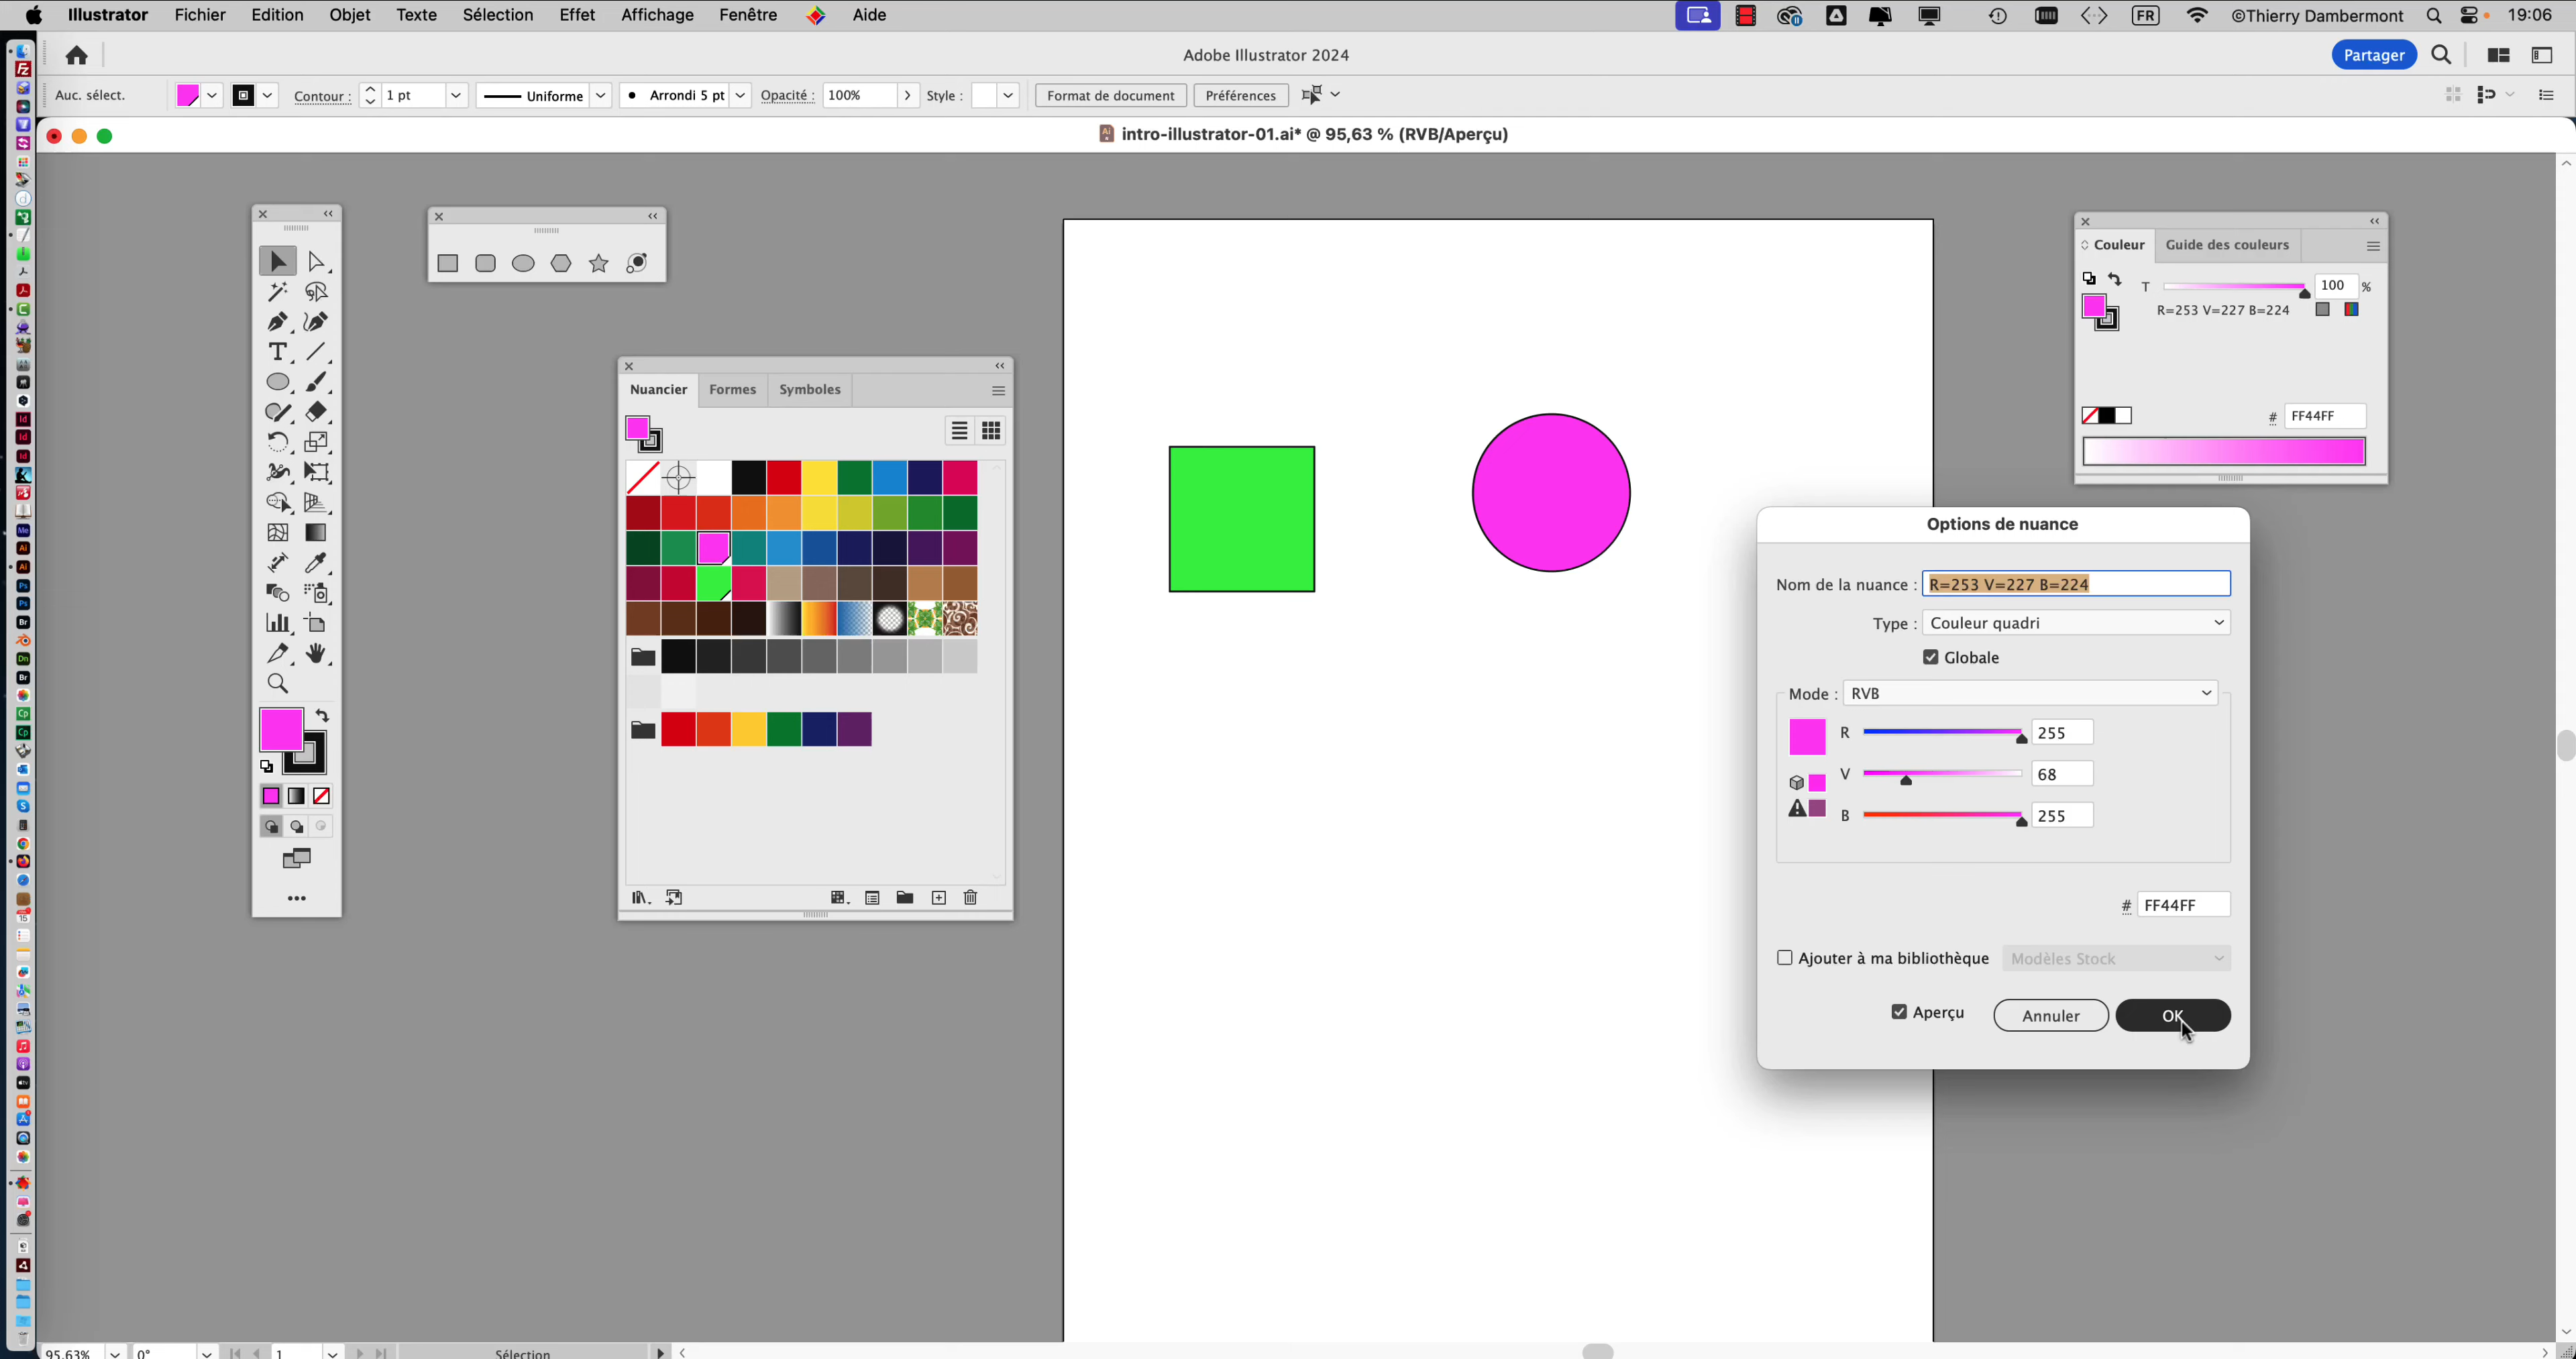 Illustrator Fichier Edition Objet Texte Sélection Effet Affichage Fenêtre Aide FR ©Thierry Dambermont 19:06
Adobe Illustrator 2024 Partager
Auc. sélect. Contour : 1 pt Uniforme Arrondi 5 pt Opacité : 100% Style : Format de document Préférences
intro-illustrator-01.ai* @ 95,63 % (RVB/Aperçu)
Couleur Guide des couleurs
T 100 %
R=253 V=227 B=224
# FF44FF
Nuancier Formes Symboles
Options de nuance
Nom de la nuance : R=253 V=227 B=224
Type : Couleur quadri
Globale
Mode : RVB
R 255
V 68
B 255
# FF44FF
Ajouter à ma bibliothèque Modèles Stock
Aperçu Annuler OK
95,63% 0° 1 Sélection